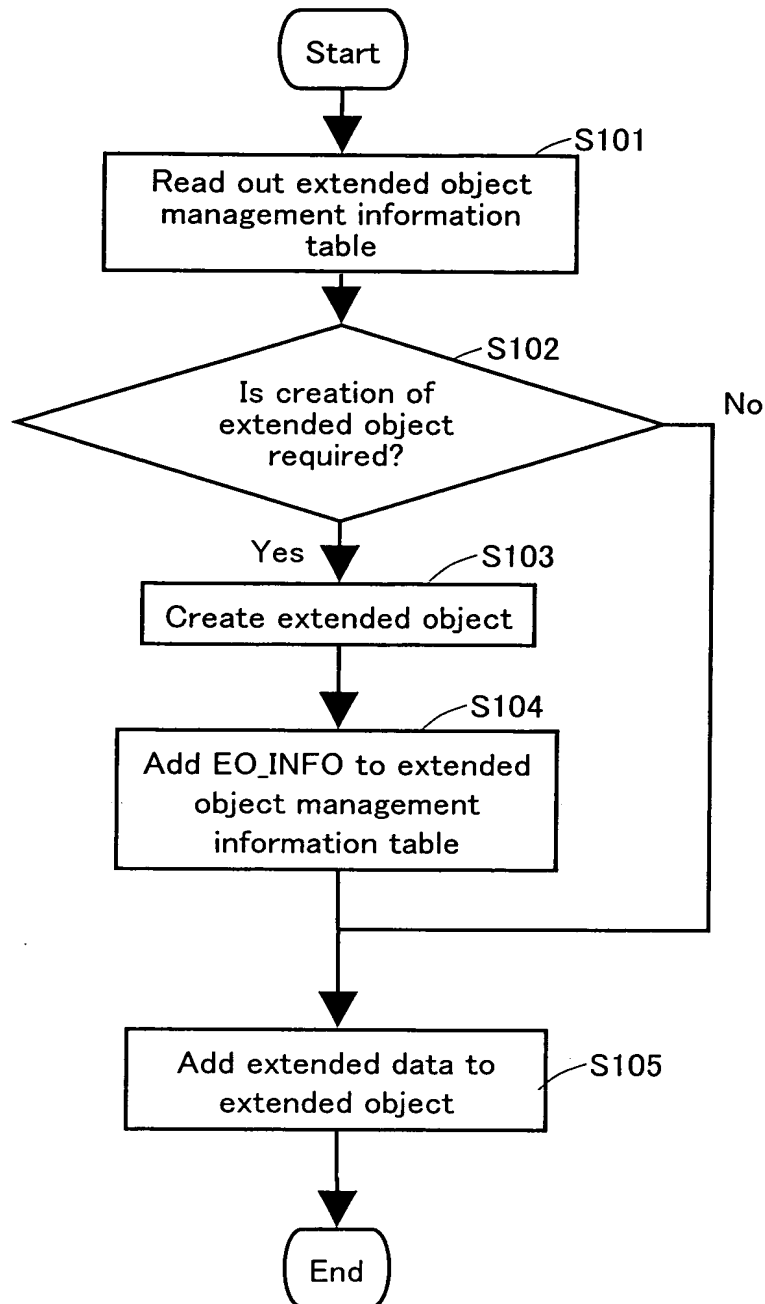 Start
S101
Read out extended object
management information
table
S102
Is creation of
extended object
required?
No
Yes
S103
Create extended object
S104
Add EO_INFO to extended
object management
information table
Add extended data to
extended object
S105
End